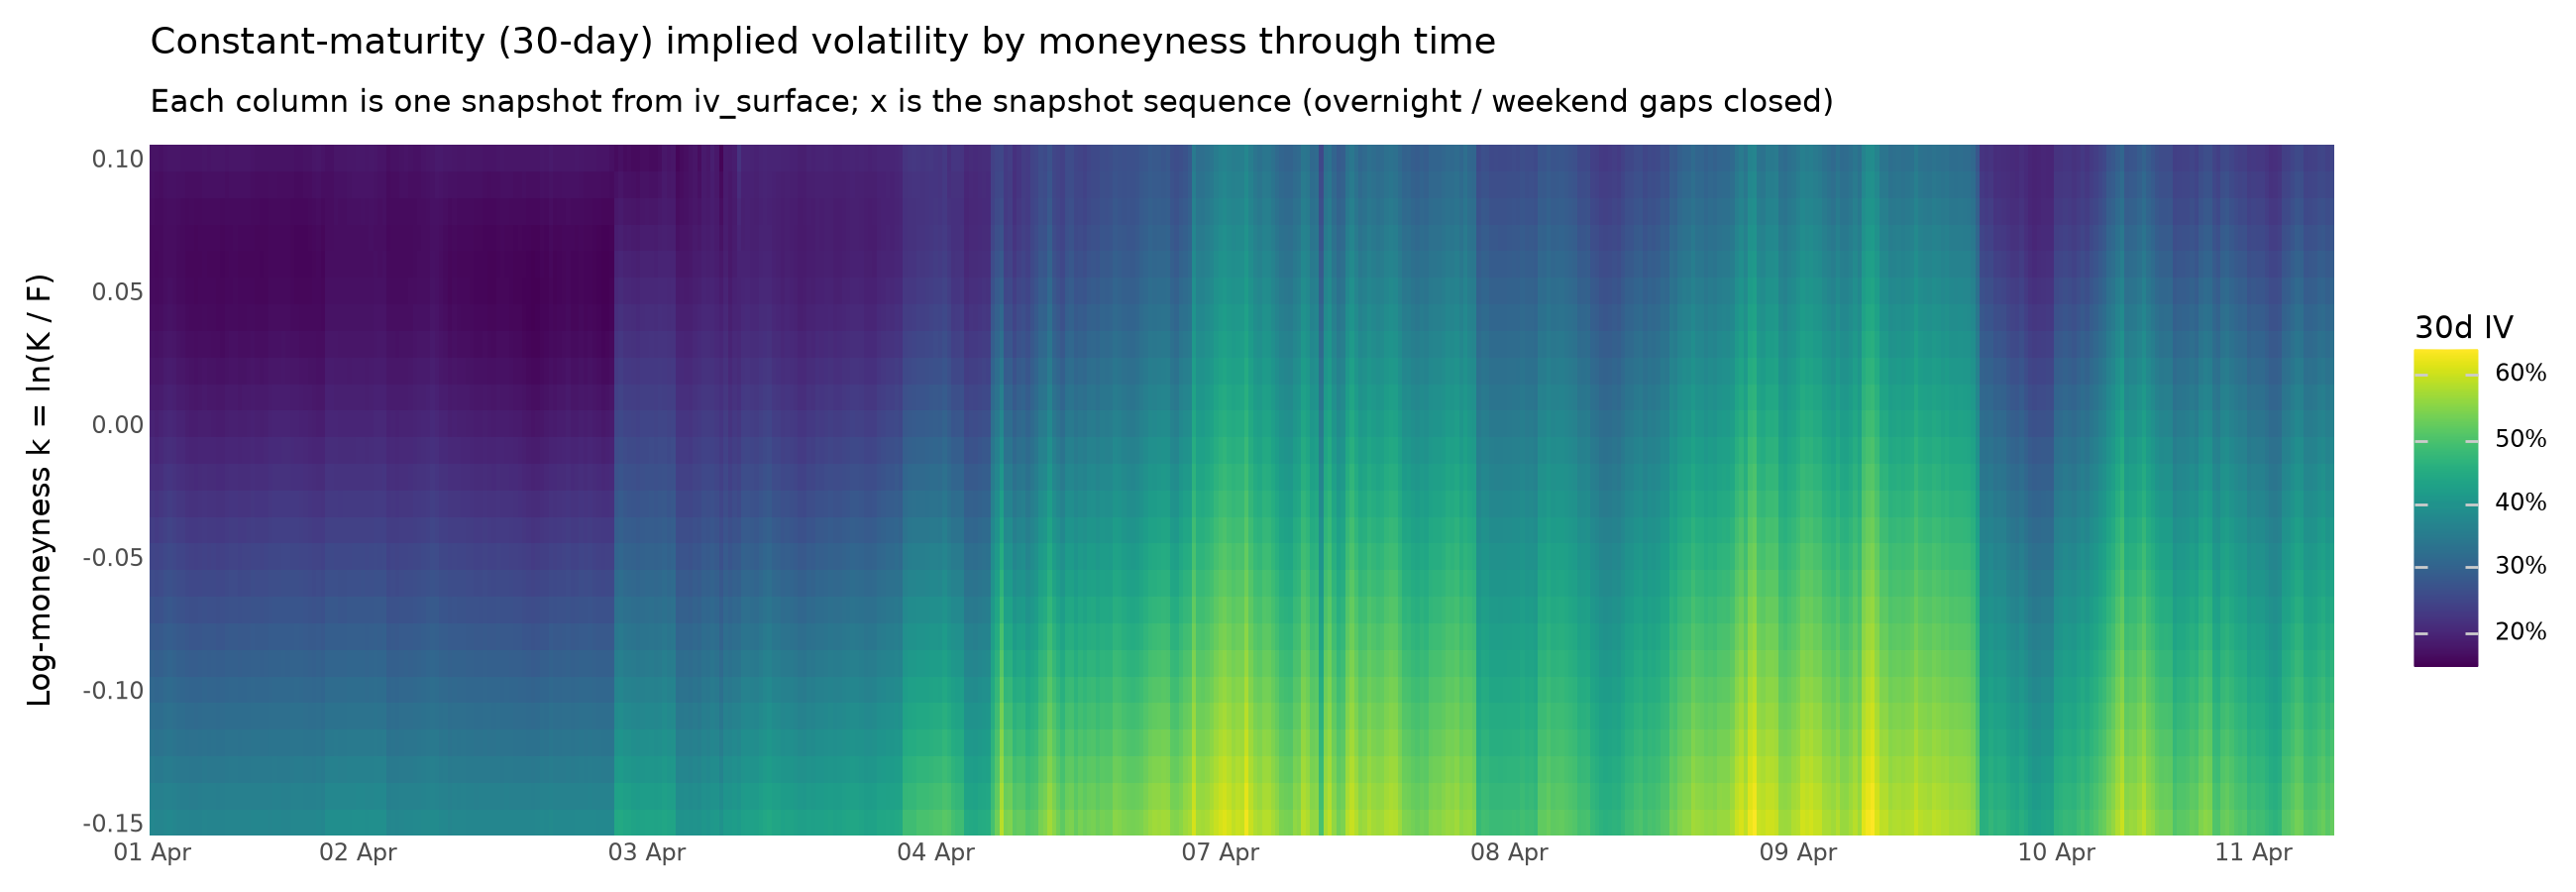 Constant-maturity (30-day) implied volatility by moneyness through time
Each column is one snapshot from iv_surface; x is the snapshot sequence (overnight / weekend gaps closed)
Log-moneyness k = ln(K / F)
0.10
0.05
0.00
-0.05
-0.10
-0.15
01 Apr
02 Apr
03 Apr
04 Apr
07 Apr
08 Apr
09 Apr
10 Apr
11 Apr
30d IV
60%
50%
40%
30%
20%